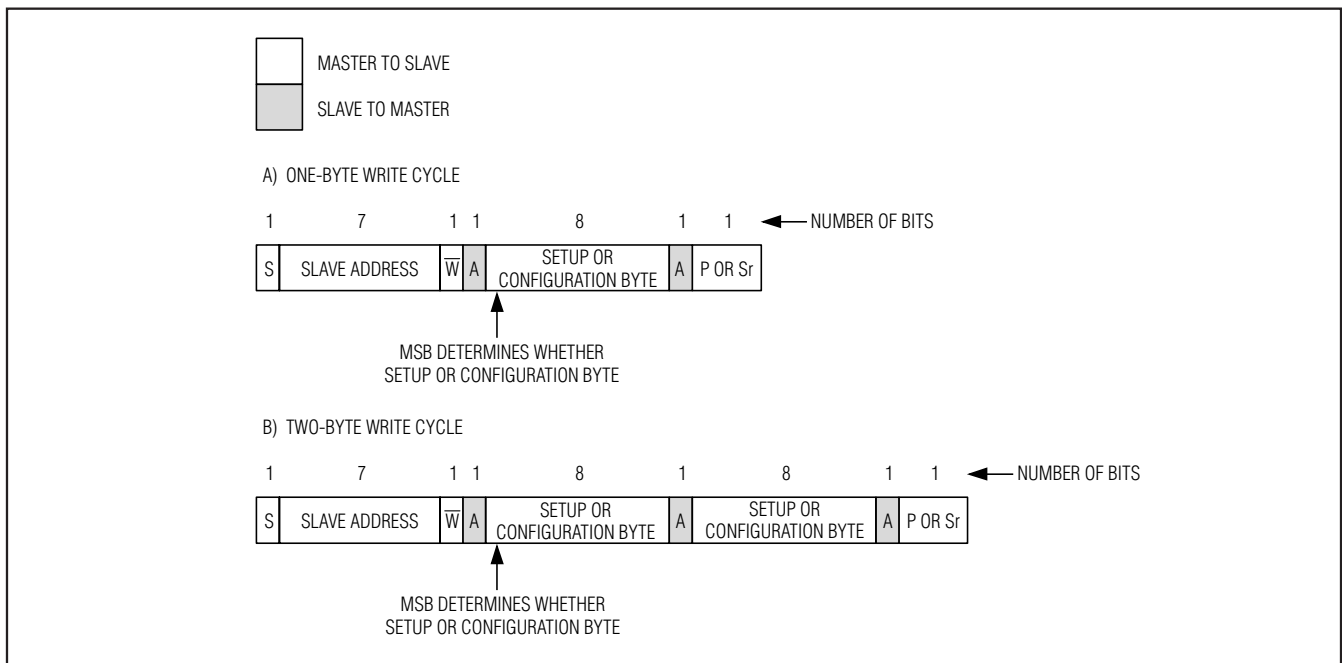 MASTER TO SLAVE
SLAVE TO MASTER
A) ONE-BYTE WRITE CYCLE
1 7 1 1 8 1 1 NUMBER OF BITS
S SLAVE ADDRESS W̅ A SETUP OR CONFIGURATION BYTE A P OR Sr
MSB DETERMINES WHETHER
SETUP OR CONFIGURATION BYTE
B) TWO-BYTE WRITE CYCLE
1 7 1 1 8 1 8 1 1 NUMBER OF BITS
S SLAVE ADDRESS W̅ A SETUP OR CONFIGURATION BYTE A SETUP OR CONFIGURATION BYTE A P OR Sr
MSB DETERMINES WHETHER
SETUP OR CONFIGURATION BYTE